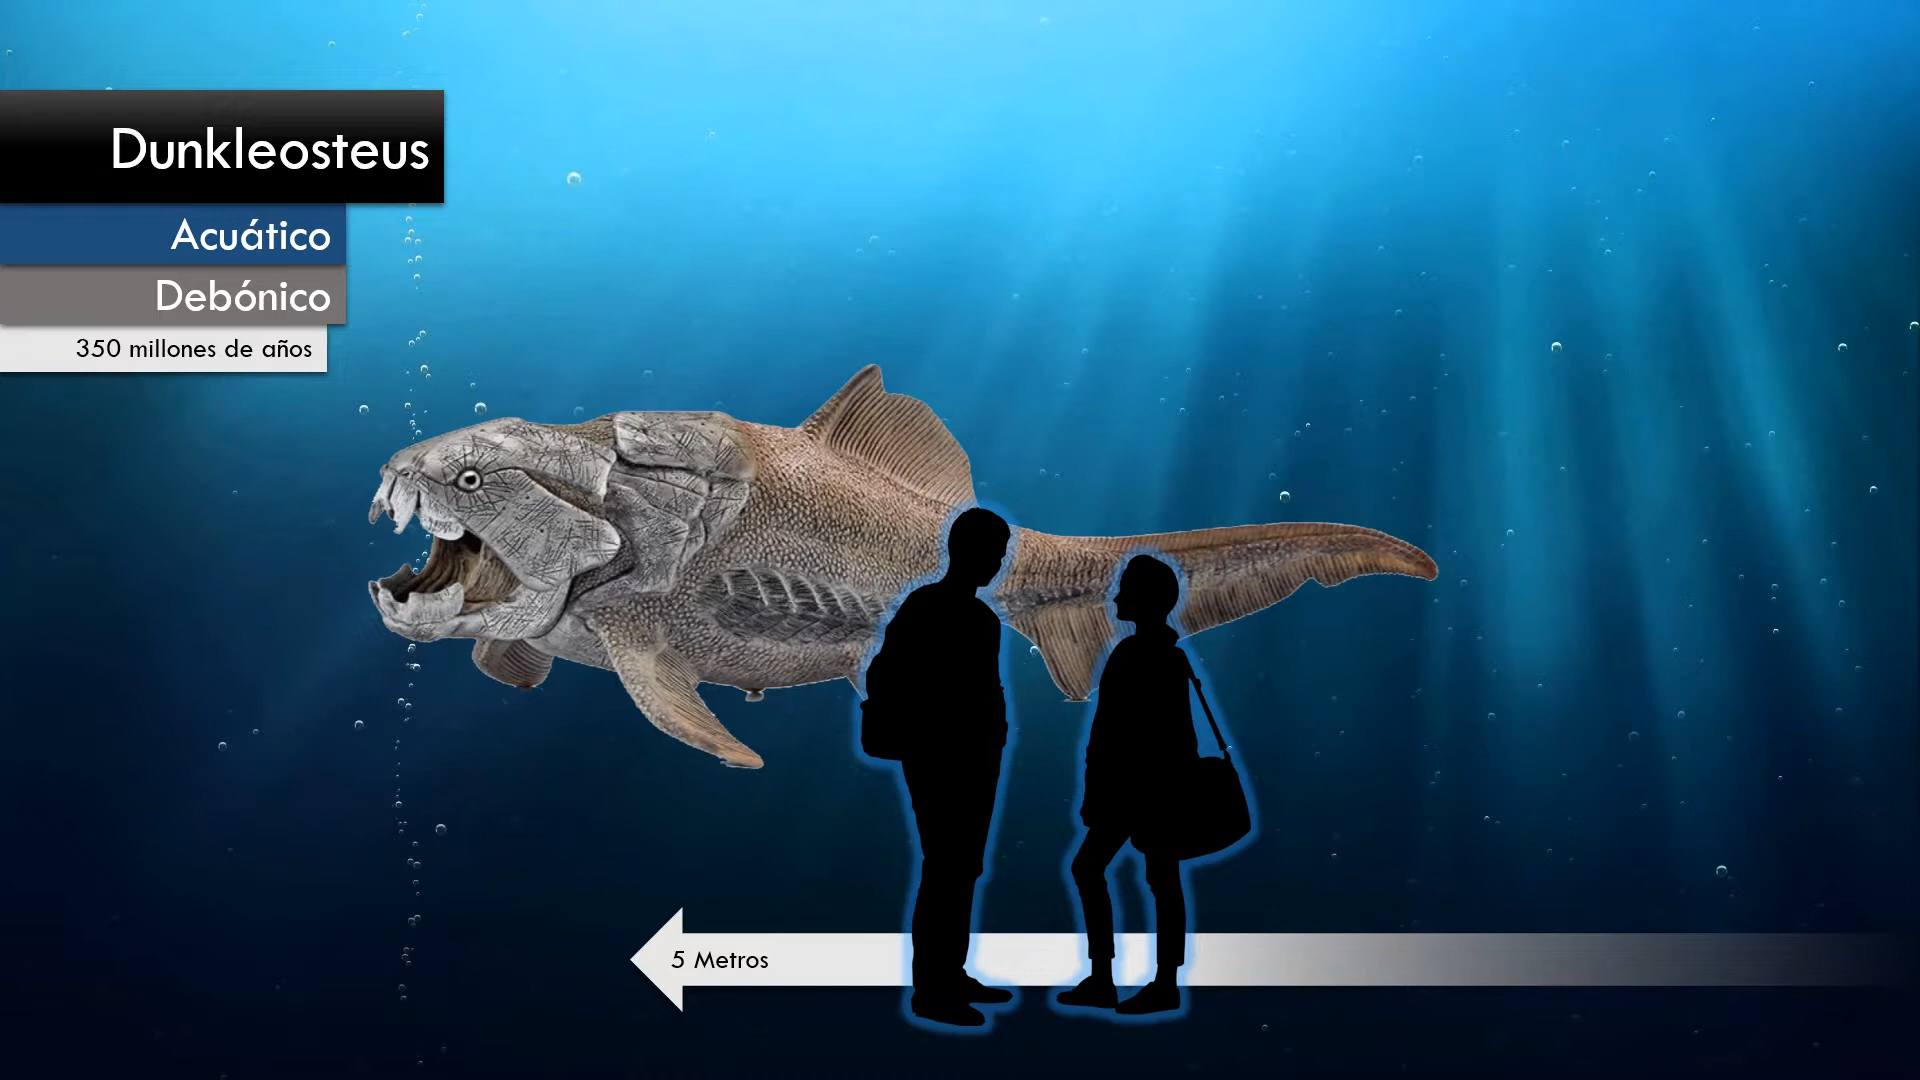 Dunkleosteus
Acuático
Debónico
350 millones de años
5 Metros